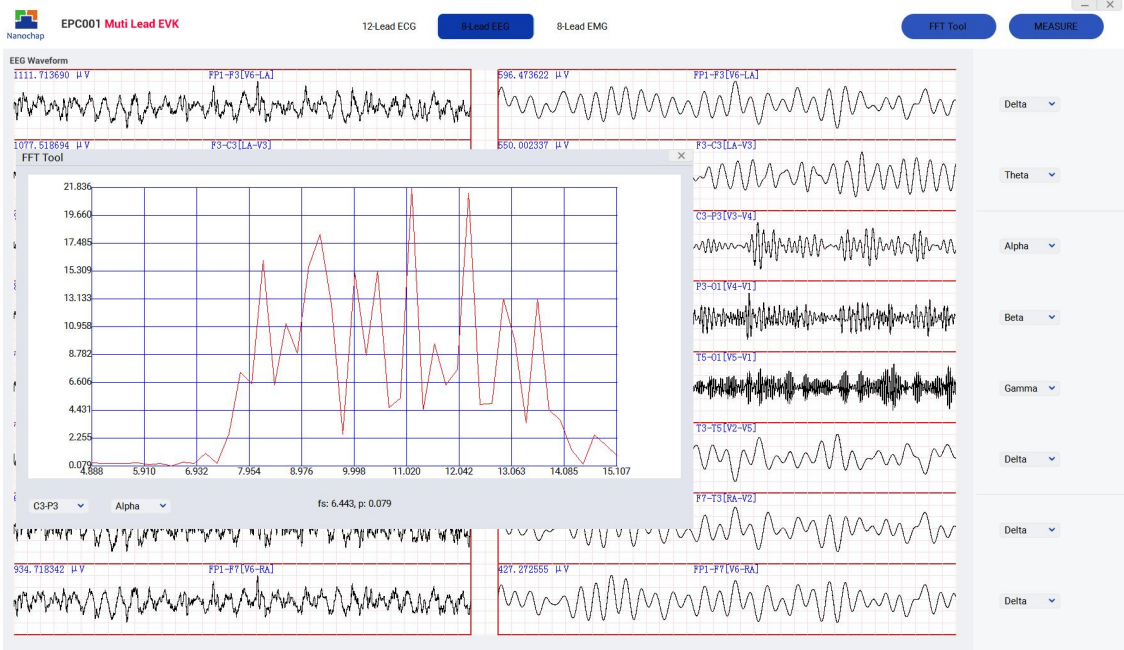 Nanochap
EPC001 Muti Lead EVK
12-Lead ECG
8-Lead EEG
8-Lead EMG
FFT Tool
MEASURE
EEG Waveform
1111.713690 μV
FP1-F3[V6-LA]
596.473622 μV
FP1-F3[V6-LA]
Delta
1077.518694 μV
F3-C3[LA-V3]
550.002337 μV
F3-C3[LA-V3]
Theta
C3-P3[V3-V4]
Alpha
P3-O1[V4-V1]
Beta
T5-O1[V5-V1]
Gamma
T3-T5[V2-V5]
Delta
F7-T3[RA-V2]
Delta
934.718342 μV
FP1-F7[V6-RA]
427.272555 μV
FP1-F7[V6-RA]
Delta
FFT Tool
21.836
19.660
17.485
15.309
13.133
10.958
8.782
6.606
4.431
2.255
0.079
4.888
5.910
6.932
7.954
8.976
9.998
11.020
12.042
13.063
14.085
15.107
C3-P3
Alpha
fs: 6.443, p: 0.079